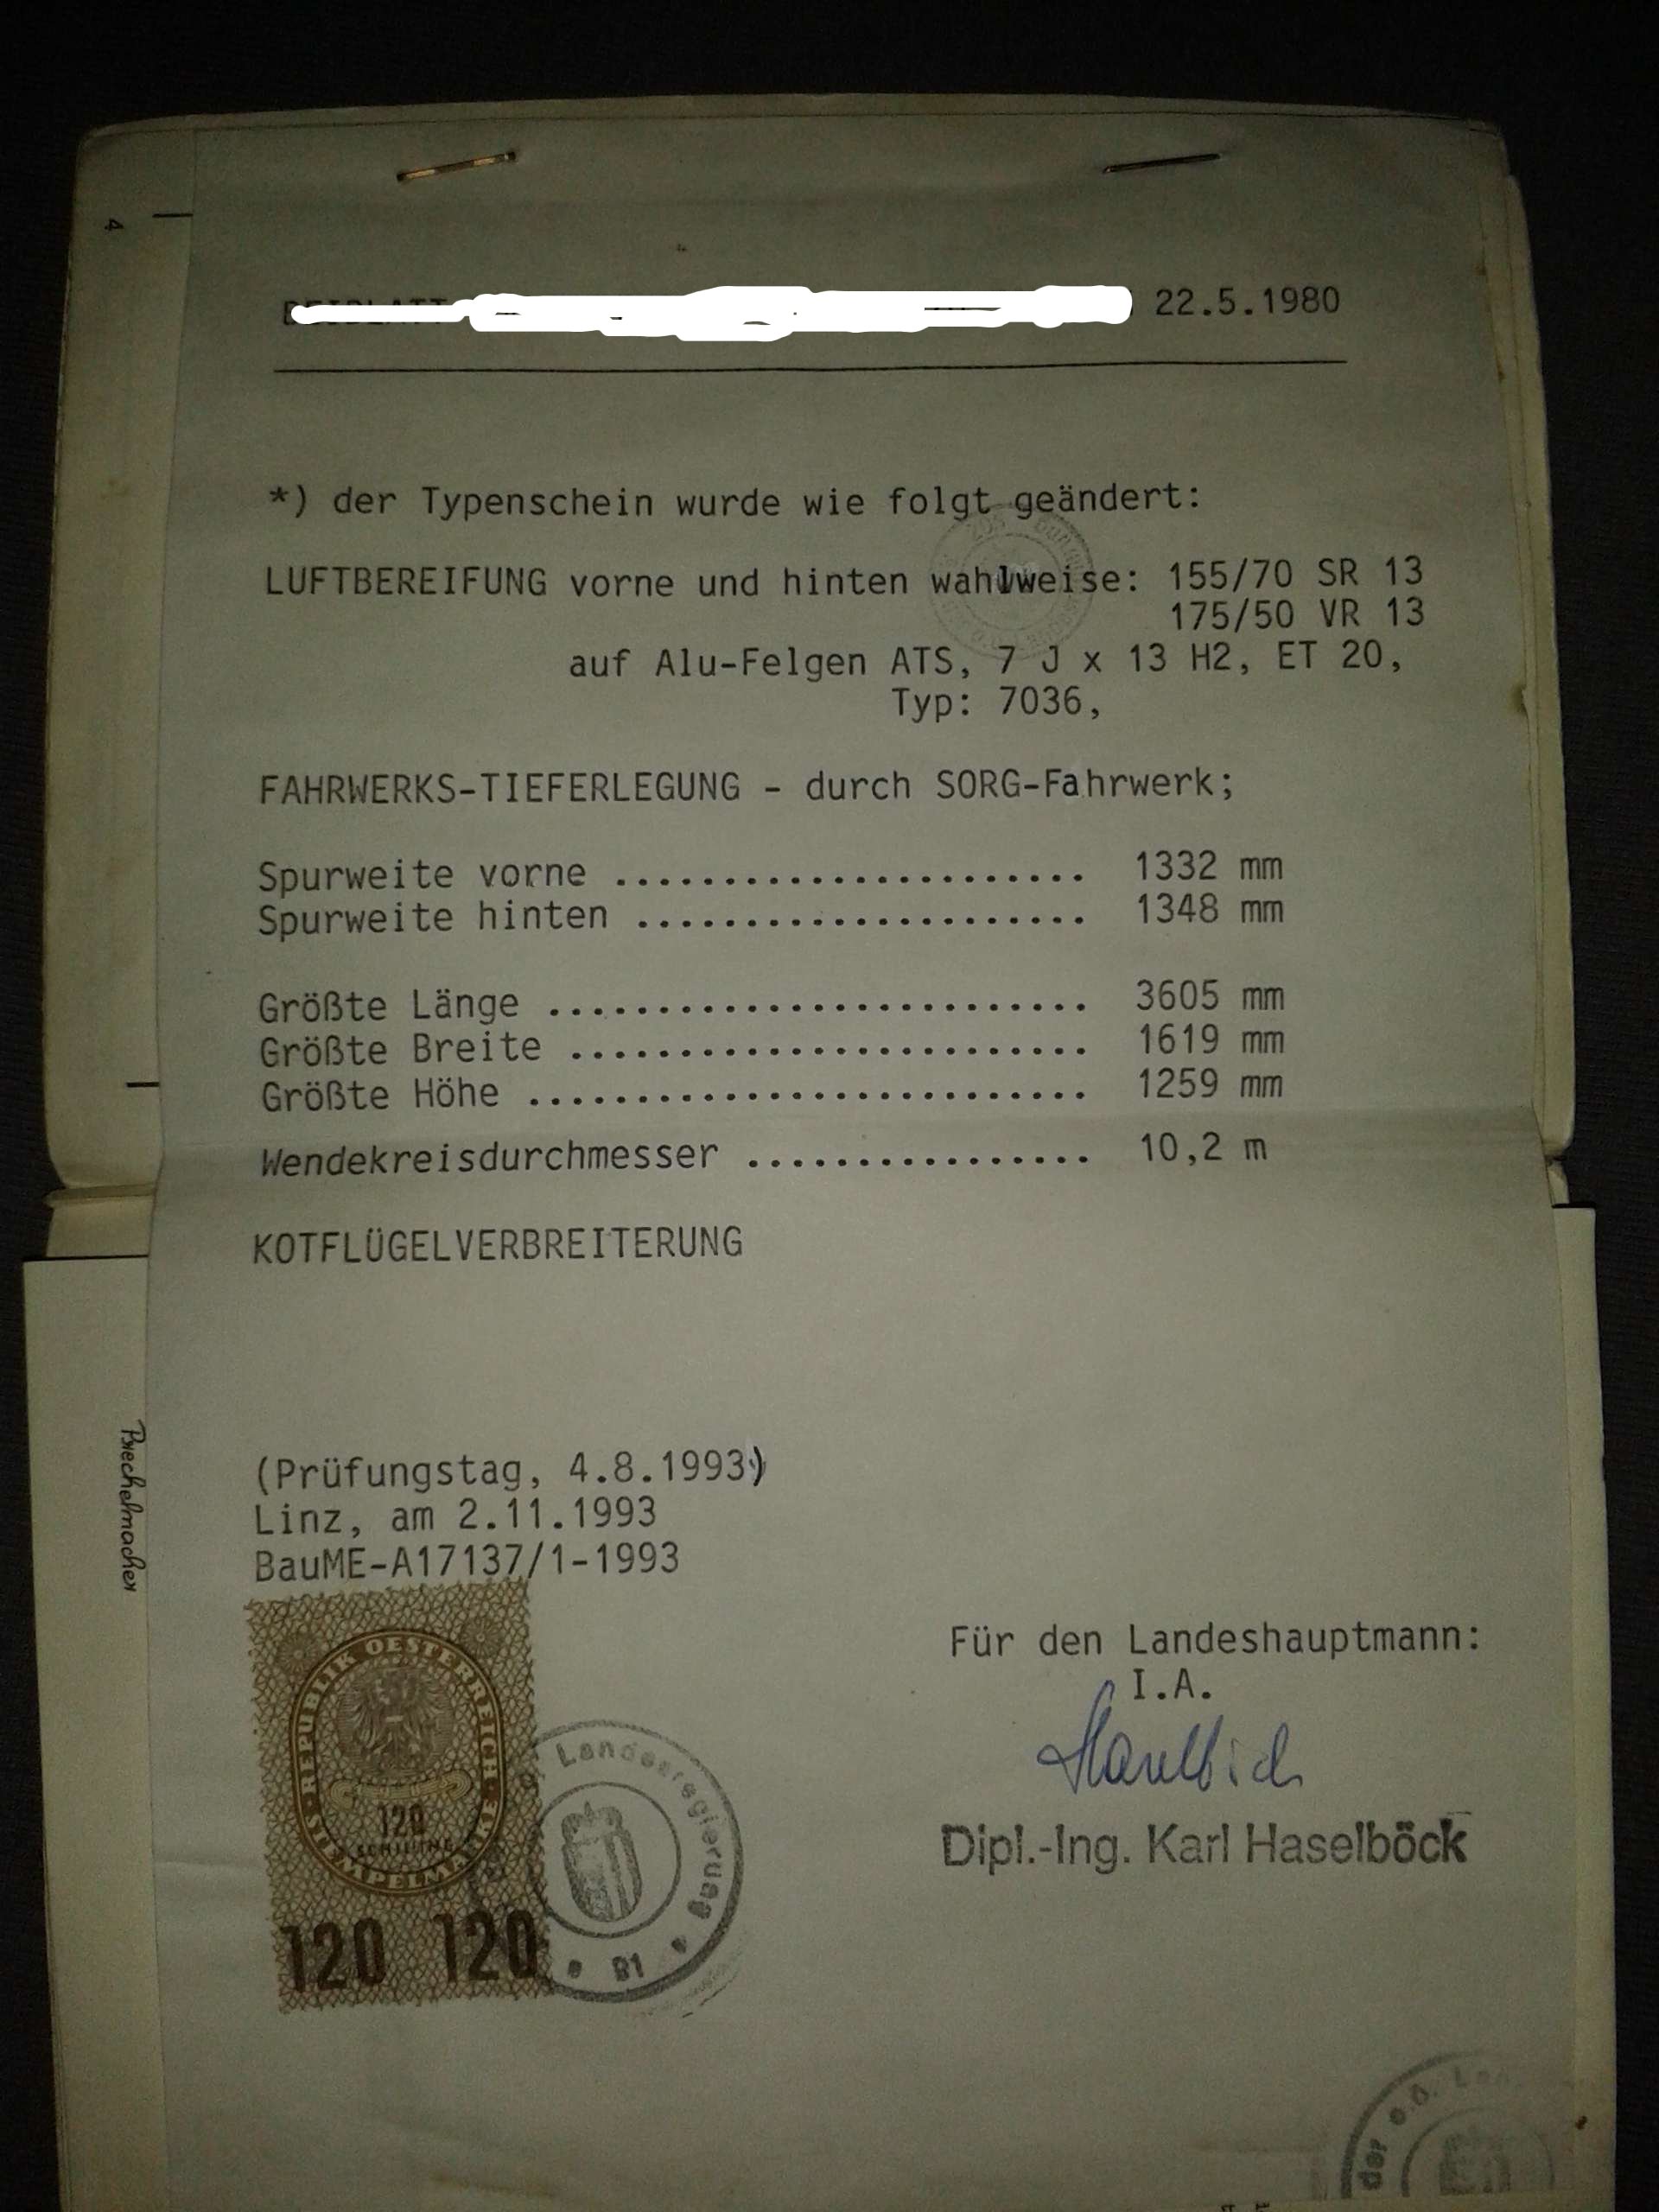 4
22.5.1980
*) der Typenschein wurde wie folgt geändert:
LUFTBEREIFUNG vorne und hinten wahlweise: 155/70 SR 13
175/50 VR 13
auf Alu-Felgen ATS, 7 J x 13 H2, ET 20,
Typ: 7036,
FAHRWERKS-TIEFERLEGUNG - durch SORG-Fahrwerk;
Spurweite vorne ...................... 1332 mm
Spurweite hinten ..................... 1348 mm
Größte Länge ......................... 3605 mm
Größte Breite ........................ 1619 mm
Größte Höhe .......................... 1259 mm
Wendekreisdurchmesser ................ 10,2 m
KOTFLÜGELVERBREITERUNG
(Prüfungstag, 4.8.1993)
Linz, am 2.11.1993
BauME-A17137/1-1993
REPUBLIK OESTERREICH
120
SCHILLING
STEMPELMARKE
120 120
Landesregierung
91
Für den Landeshauptmann:
I.A.
Dipl.-Ing. Karl Haselböck
der o.ö.